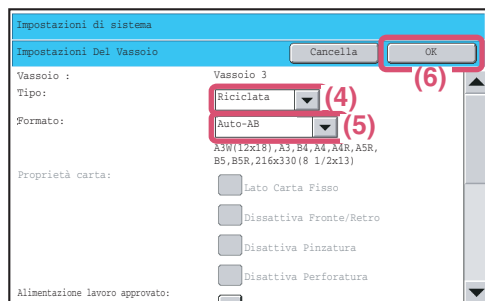 Impostazioni di sistema
Impostazioni Del Vassoio
Cancella
OK
(6)
Vassoio :
Vassoio 3
Tipo:
Riciclata
(4)
Formato:
Auto-AB
(5)
A3W(12x18),A3,B4,A4,A4R,A5R,
B5,B5R,216x330(8 1/2x13)
Proprietà carta:
Lato Carta Fisso
Dissattiva Fronte/Retro
Disattiva Pinzatura
Disattiva Perforatura
Alimentazione lavoro approvato: